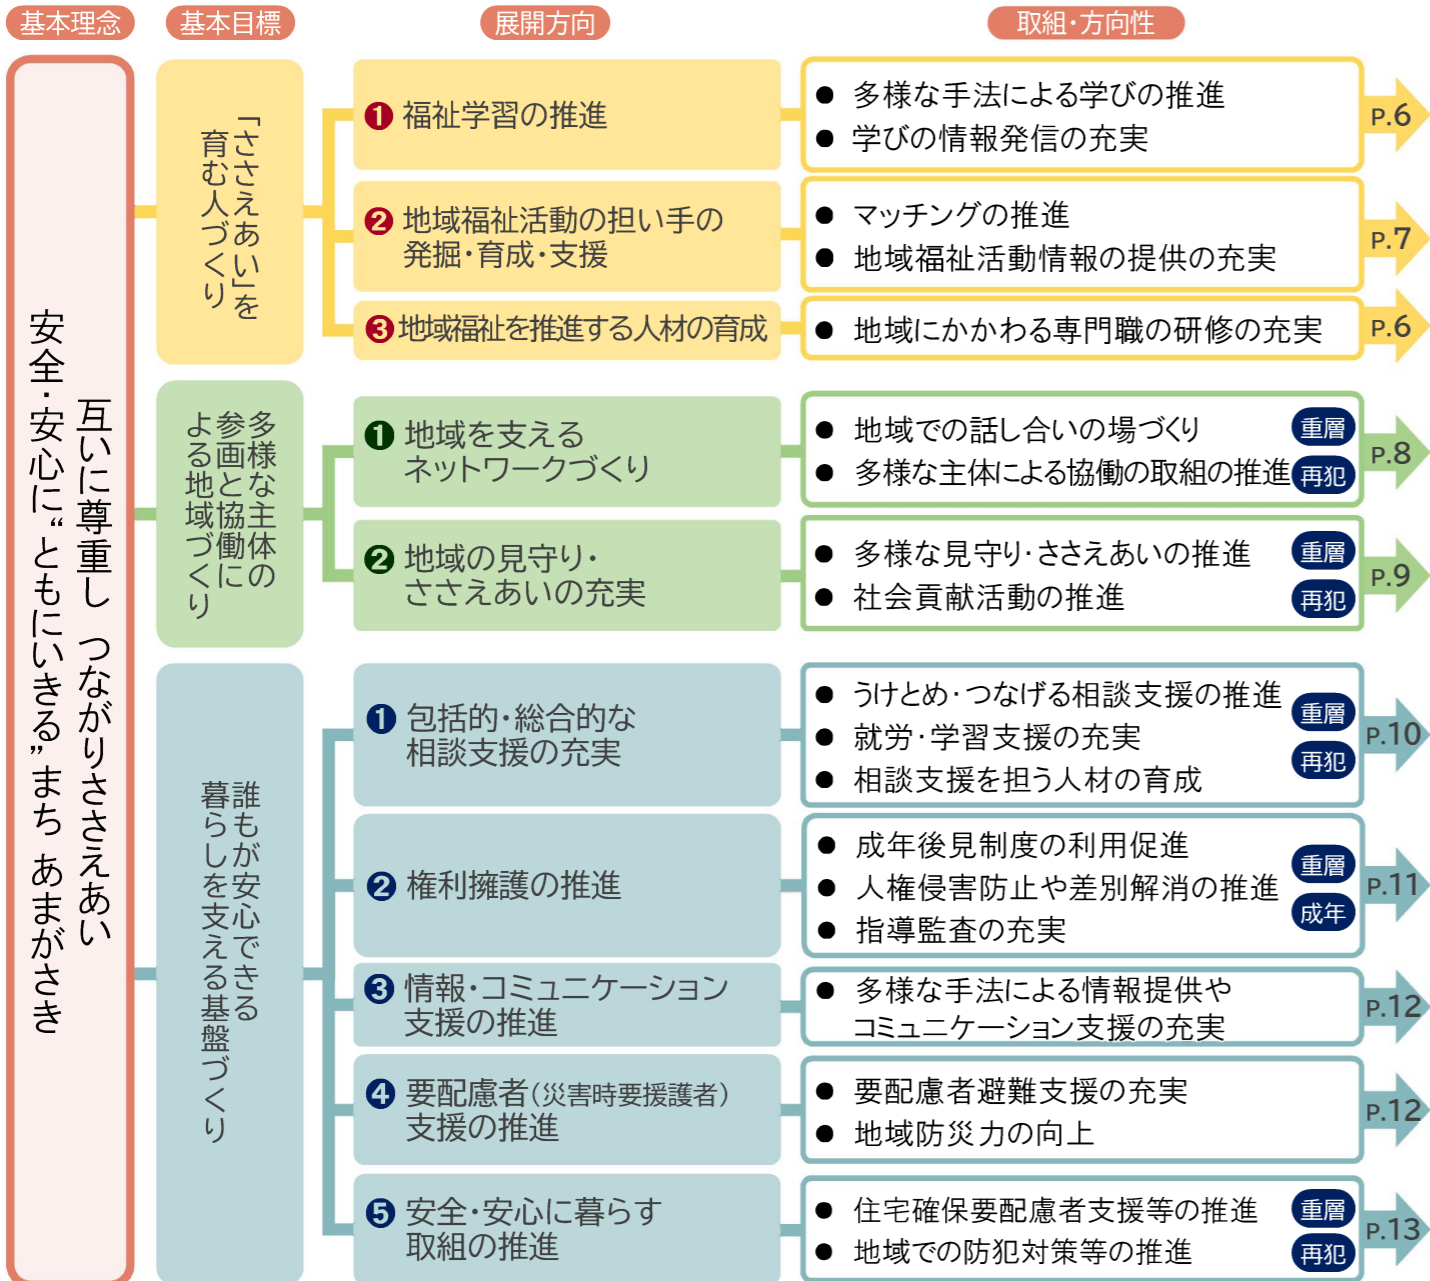 基本理念
基本目標
展開方向
取組・方向性
互いに尊重し つながりささえあい
安全・安心に“ともにいきる”まち あまがさき
「ささえあい」を
育む人づくり
❶ 福祉学習の推進
● 多様な手法による学びの推進
● 学びの情報発信の充実
P.6
❷ 地域福祉活動の担い手の
発掘・育成・支援
● マッチングの推進
● 地域福祉活動情報の提供の充実
P.7
❸ 地域福祉を推進する人材の育成
● 地域にかかわる専門職の研修の充実
P.6
多様な主体の
参画と協働に
よる地域づくり
❶ 地域を支える
ネットワークづくり
● 地域での話し合いの場づくり
● 多様な主体による協働の取組の推進
重層
再犯
P.8
❷ 地域の見守り・
ささえあいの充実
● 多様な見守り・ささえあいの推進
● 社会貢献活動の推進
重層
再犯
P.9
誰もが安心できる
暮らしを支える基盤づくり
❶ 包括的・総合的な
相談支援の充実
● うけとめ・つなげる相談支援の推進
● 就労・学習支援の充実
● 相談支援を担う人材の育成
重層
再犯
P.10
❷ 権利擁護の推進
● 成年後見制度の利用促進
● 人権侵害防止や差別解消の推進
● 指導監査の充実
重層
成年
P.11
❸ 情報・コミュニケーション
支援の推進
● 多様な手法による情報提供や
コミュニケーション支援の充実
P.12
❹ 要配慮者(災害時要援護者)
支援の推進
● 要配慮者避難支援の充実
● 地域防災力の向上
P.12
❺ 安全・安心に暮らす
取組の推進
● 住宅確保要配慮者支援等の推進
● 地域での防犯対策等の推進
重層
再犯
P.13